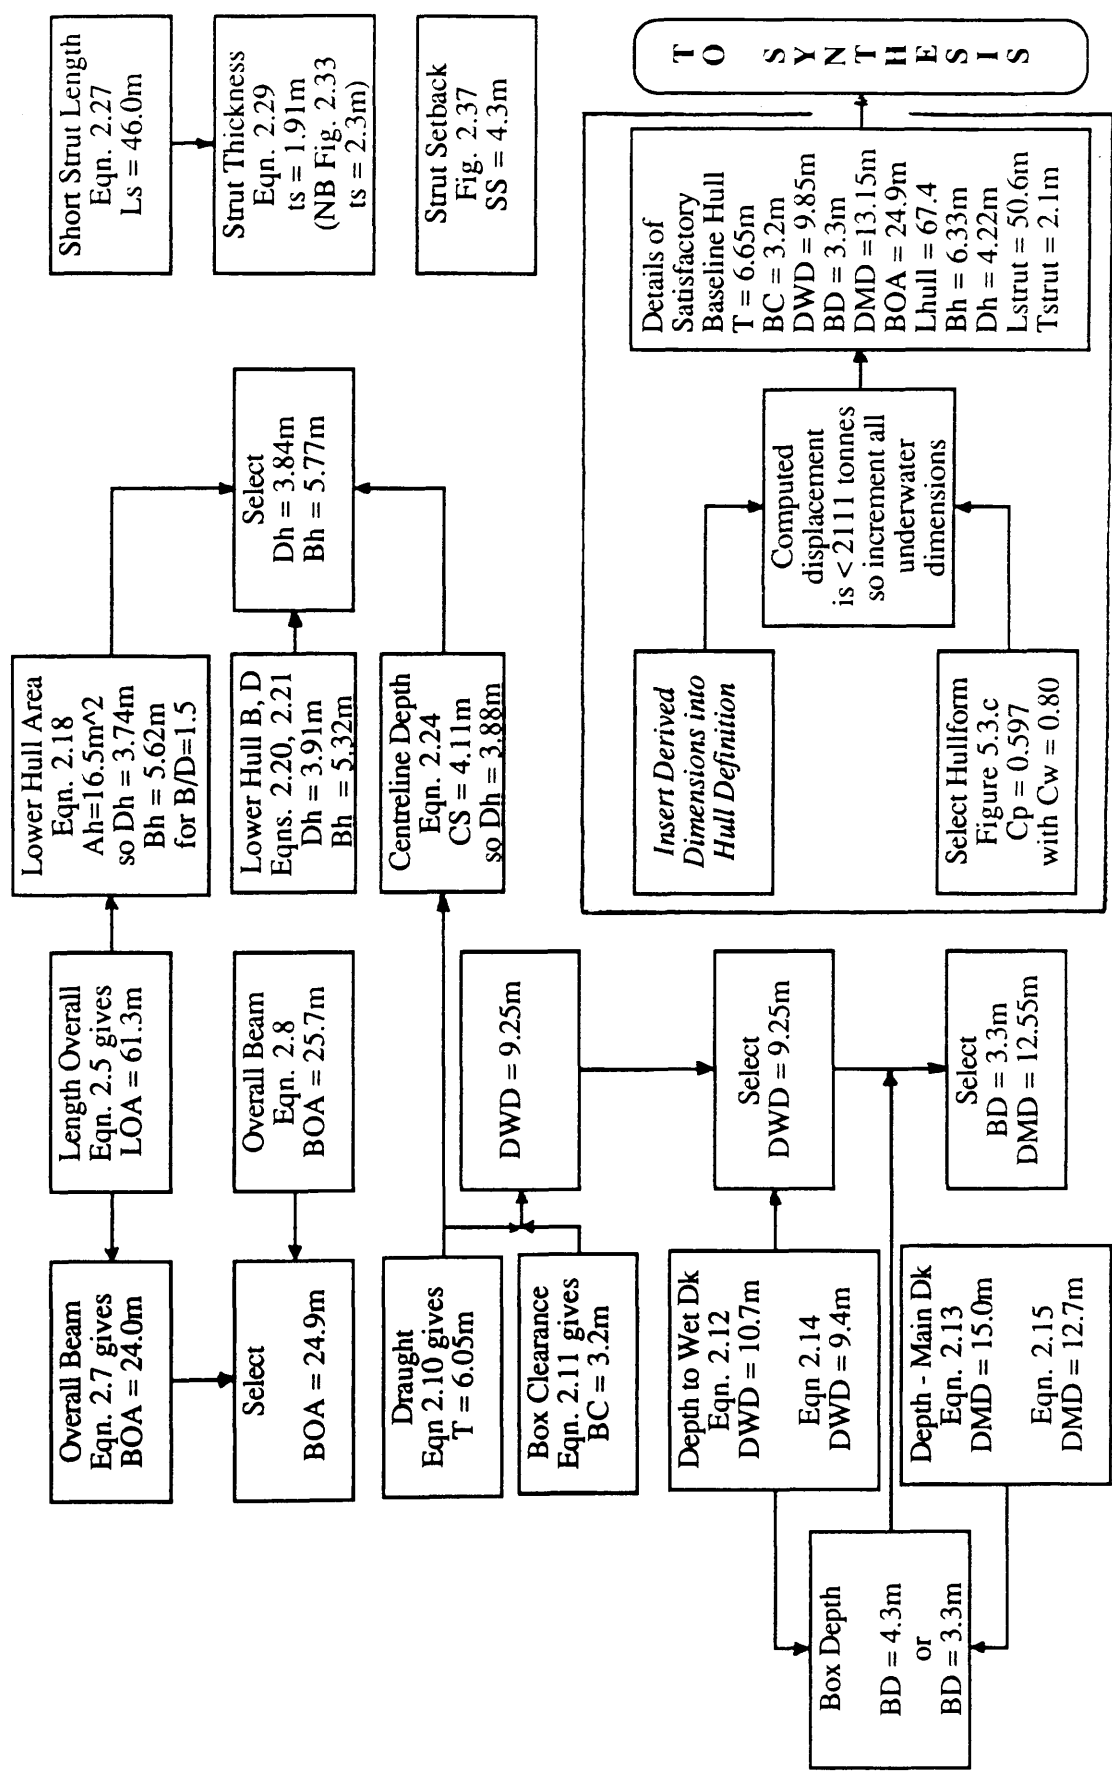 Overall Beam
Eqn. 2.7 gives
BOA = 24.0m
Length Overall
Eqn. 2.5 gives
LOA = 61.3m
Lower Hull Area
Eqn. 2.18
Ah=16.5m^2
so Dh = 3.74m
Bh = 5.62m
for B/D=1.5
Short Strut Length
Eqn. 2.27
Ls = 46.0m
Select
BOA = 24.9m
Overall Beam
Eqn. 2.8
BOA = 25.7m
Lower Hull B, D
Eqns. 2.20, 2.21
Dh = 3.91m
Bh = 5.32m
Select
Dh = 3.84m
Bh = 5.77m
Strut Thickness
Eqn. 2.29
ts = 1.91m
(NB Fig. 2.33
ts = 2.3m)
Draught
Eqn 2.10 gives
T = 6.05m
Centreline Depth
Eqn. 2.24
CS = 4.11m
so Dh = 3.88m
Strut Setback
Fig. 2.37
SS = 4.3m
Box Clearance
Eqn. 2.11 gives
BC = 3.2m
DWD = 9.25m
Depth to Wet Dk
Eqn. 2.12
DWD = 10.7m
Eqn 2.14
DWD = 9.4m
Select
DWD = 9.25m
Box Depth
BD = 4.3m
or
BD = 3.3m
Depth - Main Dk
Eqn. 2.13
DMD = 15.0m
Eqn. 2.15
DMD = 12.7m
Select
BD = 3.3m
DMD = 12.55m
Insert Derived
Dimensions into
Hull Definition
Select Hullform
Figure 5.3.c
Cp = 0.597
with Cw = 0.80
Computed
displacement
is < 2111 tonnes
so increment all
underwater
dimensions
Details of
Satisfactory
Baseline Hull
T = 6.65m
BC = 3.2m
DWD = 9.85m
BD = 3.3m
DMD =13.15m
BOA = 24.9m
Lhull = 67.4
Bh = 6.33m
Dh = 4.22m
Lstrut = 50.6m
Tstrut = 2.1m
TO SYNTHESIS